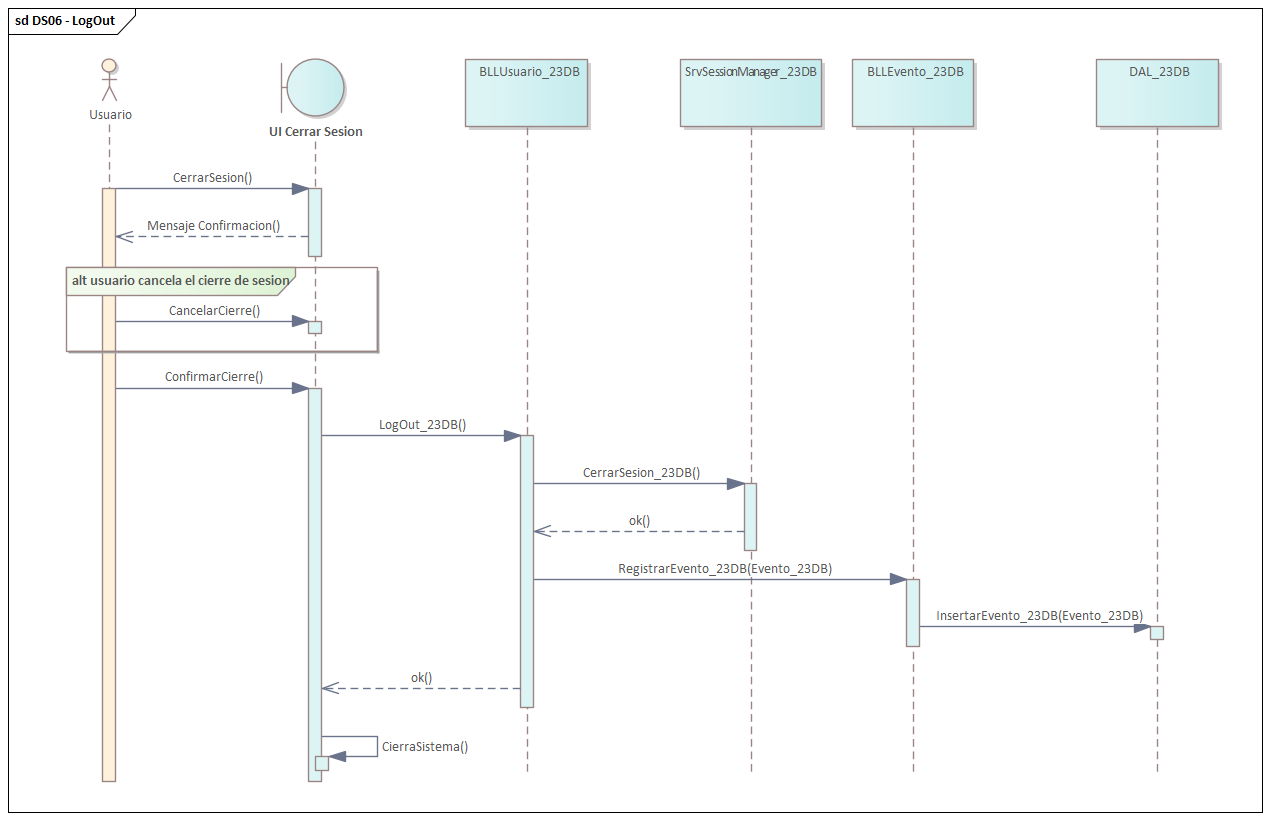 sd DS06 - LogOut
Usuario
UI Cerrar Sesion
BLLUsuario_23DB
SrvSessionManager_23DB
BLLEvento_23DB
DAL_23DB
CerrarSesion()
Mensaje Confirmacion()
alt usuario cancela el cierre de sesion
CancelarCierre()
ConfirmarCierre()
LogOut_23DB()
CerrarSesion_23DB()
ok()
RegistrarEvento_23DB(Evento_23DB)
InsertarEvento_23DB(Evento_23DB)
ok()
CierraSistema()